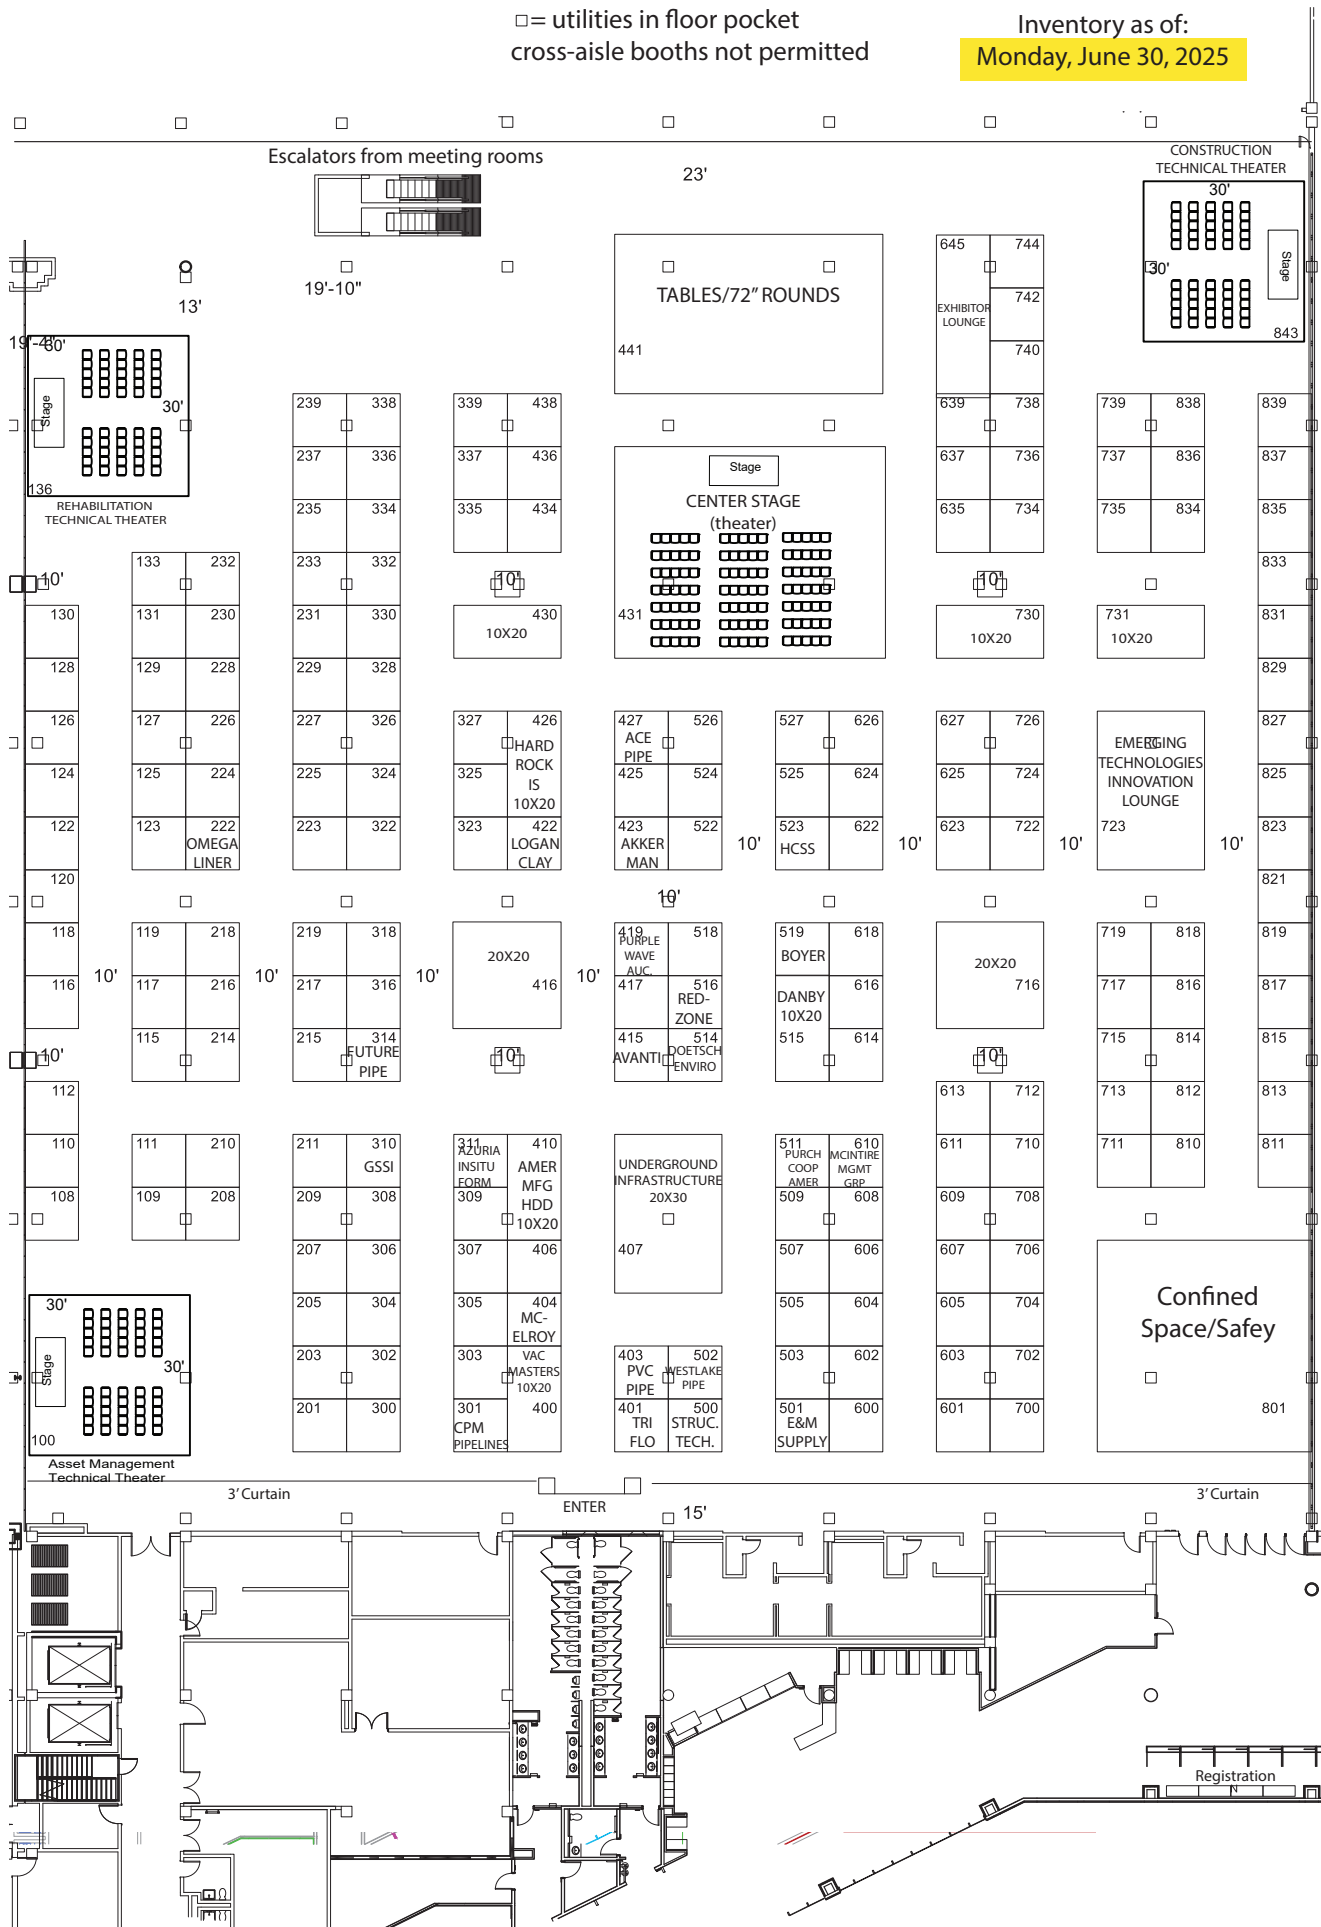 □= utilities in floor pocket
cross-aisle booths not permitted
Inventory as of:
Monday, June 30, 2025
Escalators from meeting rooms
23'
CONSTRUCTION
TECHNICAL THEATER
30'
30'
Stage
843
13'
19'-10"
19'-4"
30'
30'
Stage
136
REHABILITATION
TECHNICAL THEATER
TABLES/72” ROUNDS
441
645 744
EXHIBITOR
LOUNGE
742
740
239 338 339 438 639 738 739 838 839
237 336 337 436 637 736 737 836 837
235 334 335 434 635 734 735 834 835
Stage
CENTER STAGE
(theater)
431
133 232 233 332 833
10' 10' 10'
130 131 230 231 330 430 730 731 831
10X20 10X20 10X20
128 129 228 229 328 829
126 127 226 227 326 327 426 427 526 527 626 627 726 827
HARD
ROCK
IS
10X20
ACE
PIPE
EMERGING
TECHNOLOGIES
INNOVATION
LOUNGE
723
124 125 224 225 324 325 425 524 525 624 625 724 825
122 123 222 223 322 323 422 423 522 523 622 623 722 823
OMEGA
LINER
LOGAN
CLAY
AKKER
MAN
HCSS
10' 10' 10' 10'
120 821
10'
118 119 218 219 318 419 518 519 618 719 818 819
20X20
PURPLE
WAVE
AUC.
BOYER
20X20
10' 10' 10' 10'
116 117 216 217 316 416 417 516 616 716 717 816 817
RED-
ZONE
DANBY
10X20
115 214 215 314 415 514 515 614 715 814 815
FUTURE
PIPE
AVANTI
DOETSCH
ENVIRO
10' 10' 10'
112 613 712 713 812 813
110 111 210 211 310 311 410 511 610 611 710 711 810 811
GSSI
AZURIA
INSITU
FORM
AMER
MFG
HDD
10X20
UNDERGROUND
INFRASTRUCTURE
20X30
407
PURCH
COOP
AMER
MCINTIRE
MGMT
GRP
108 109 208 209 308 309 509 608 609 708
207 306 307 406 507 606 607 706
205 304 305 404 505 604 605 704
MC-
ELROY
Confined
Space/Safey
801
30'
30'
Stage
100
Asset Management
Technical Theater
203 302 303 403 502 503 602 603 702
VAC
MASTERS
10X20
PVC
PIPE
WESTLAKE
PIPE
201 300 301 400 401 500 501 600 601 700
CPM
PIPELINES
TRI
FLO
STRUC.
TECH.
E&M
SUPPLY
3’ Curtain
ENTER
15'
3’ Curtain
Registration
N